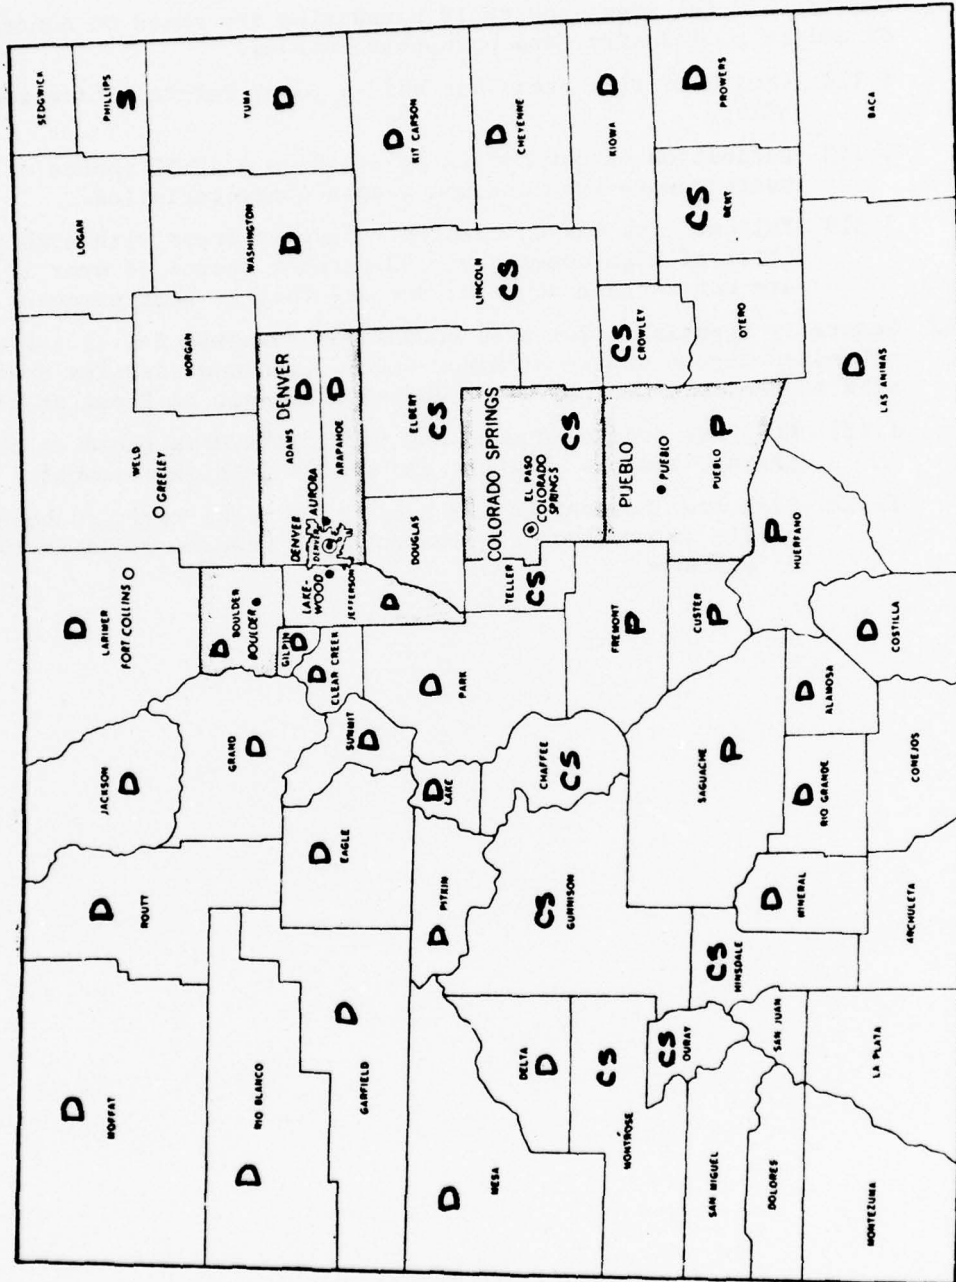 MOFFAT
D
ROUTT
D
JACKSON
D
LARIMER
D
FORT COLLINS
WELD
GREELEY
LOGAN
SEDGWICK
PHILLIPS
S
MORGAN
RIO BLANCO
D
GRAND
D
BOULDER
D
BOULDER
WASHINGTON
D
YUMA
D
GARFIELD
D
EAGLE
D
SUMMIT
D
GILPIN
D
CLEAR CREEK
D
JEFFERSON
D
LAKE-
WOOD
DENVER
DENVER
AURORA
ADAMS
D
DENVER
ARAPAHOE
D
MESA
D
PITKIN
D
LAKE
D
PARK
D
DOUGLAS
ELBERT
CS
LINCOLN
CS
KIT CARSON
D
DELTA
D
GUNNISON
CS
CHAFFEE
CS
TELLER
CS
COLORADO SPRINGS
EL PASO
COLORADO
SPRINGS
CS
CHEYENNE
D
MONTROSE
CS
OURAY
CS
HINSDALE
CS
SAGUACHE
P
FREMONT
P
CUSTER
P
PUEBLO
PUEBLO
PUEBLO
P
CROWLEY
CS
KIOWA
D
SAN MIGUEL
DOLORES
SAN JUAN
MINERAL
D
RIO GRANDE
D
ALAMOSA
D
HUERFANO
P
OTERO
BENT
CS
PROWERS
D
MONTEZUMA
LA PLATA
ARCHULETA
CONEJOS
COSTILLA
D
LAS ANIMAS
D
BACA